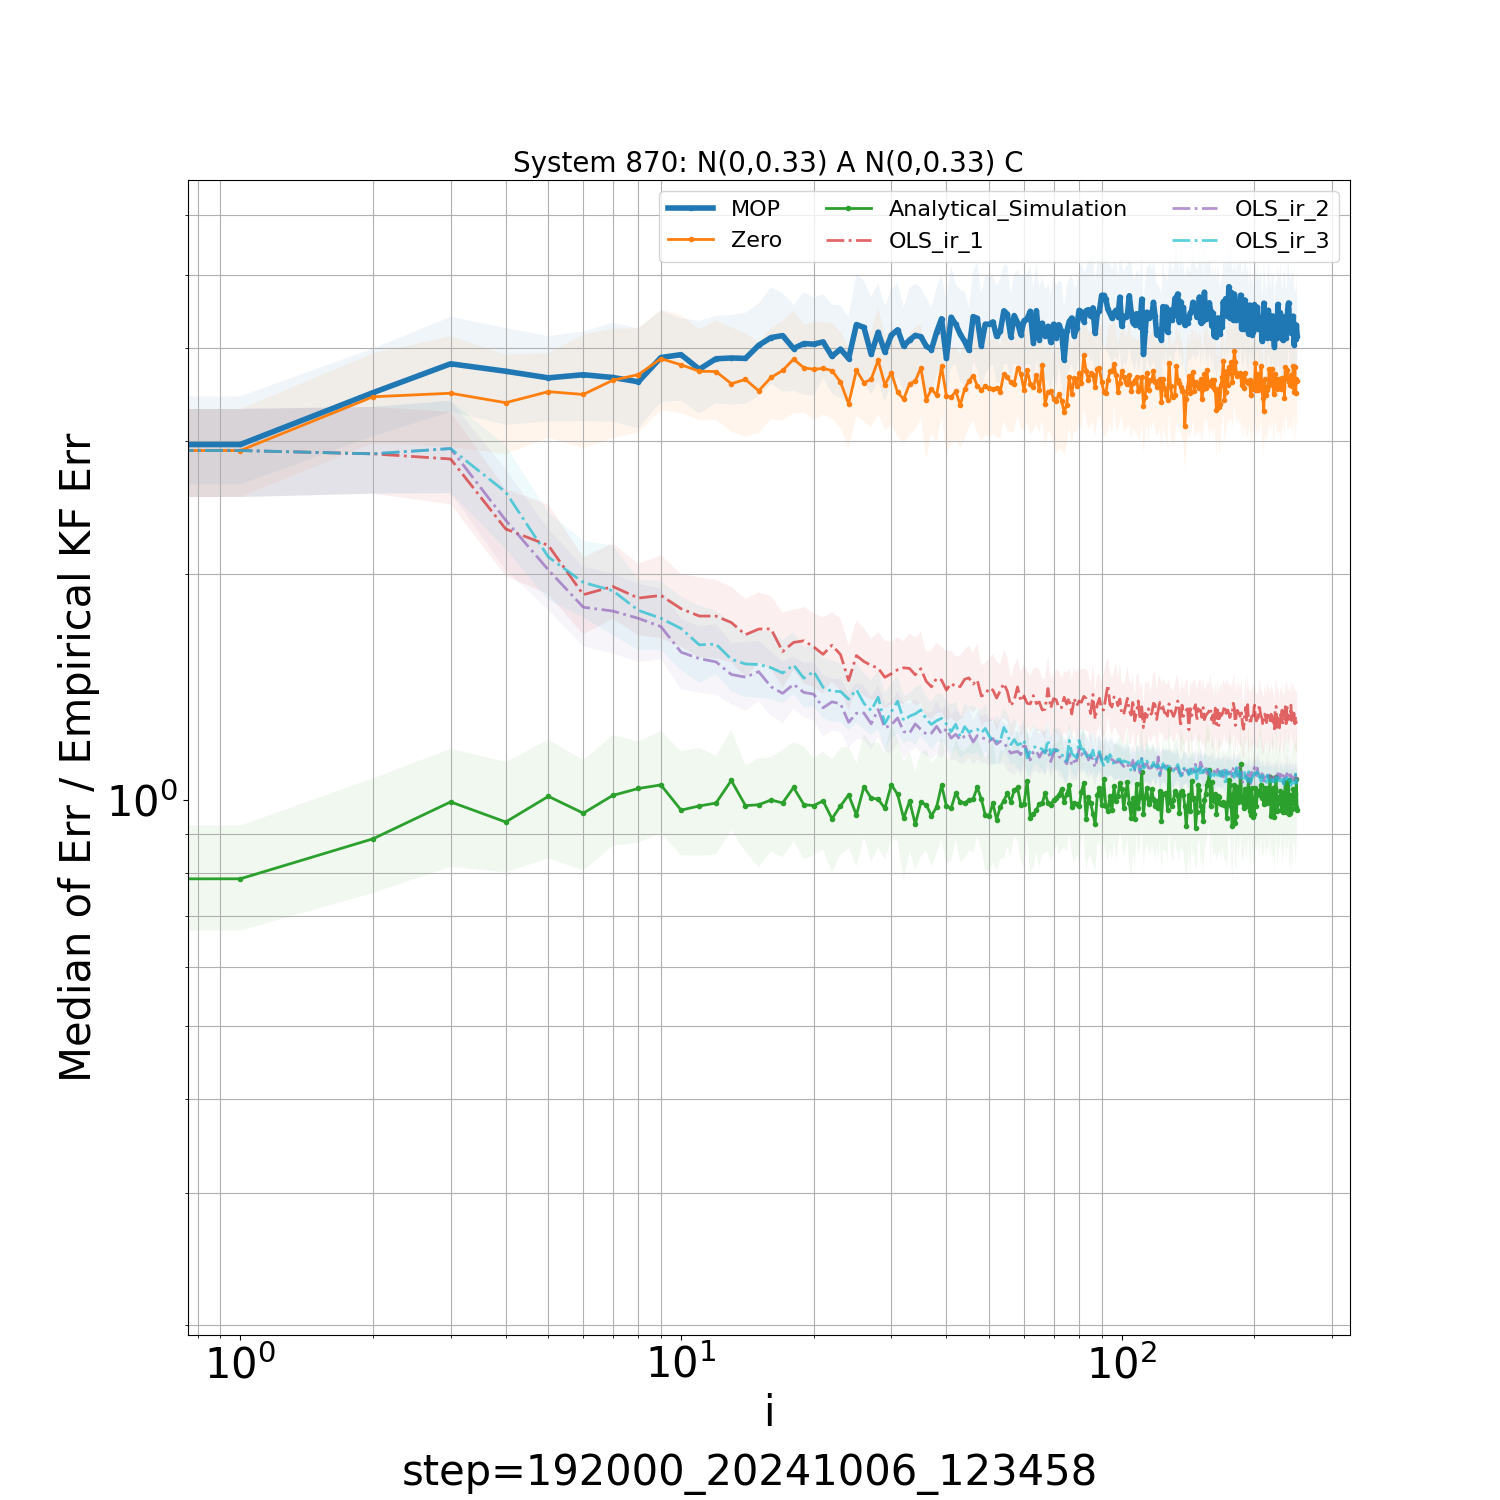 System 870: N(0,0.33) A N(0,0.33) C
MOP
Zero
Analytical_Simulation
OLS_ir_1
OLS_ir_2
OLS_ir_3
Median of Err / Empirical KF Err
10⁰
10⁰
10¹
10²
i
step=192000_20241006_123458